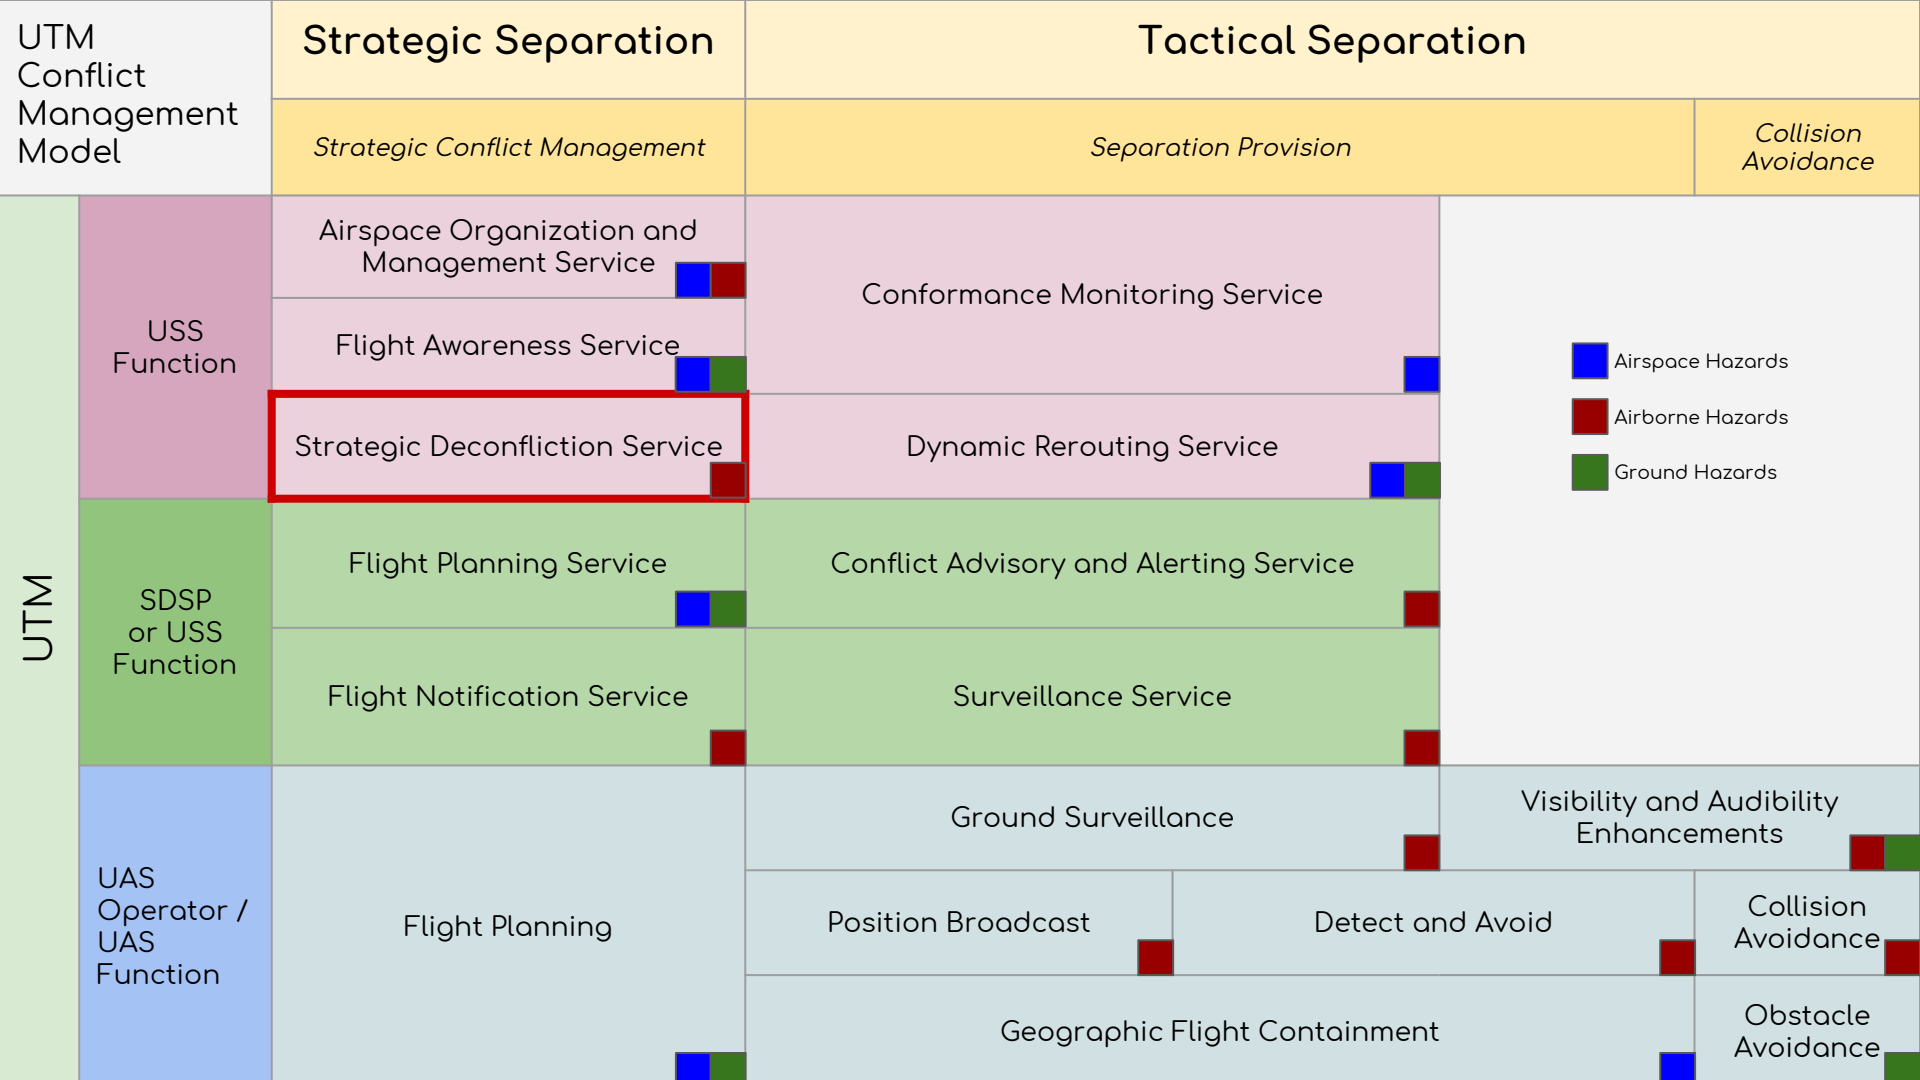 UTM
Conflict
Management
Model
Strategic Separation
Tactical Separation
Strategic Conflict Management
Separation Provision
Collision
Avoidance
UTM
USS
Function
Airspace Organization and
Management Service
Flight Awareness Service
Strategic Deconfliction Service
Conformance Monitoring Service
Dynamic Rerouting Service
Airspace Hazards
Airborne Hazards
Ground Hazards
SDSP
or USS
Function
Flight Planning Service
Conflict Advisory and Alerting Service
Flight Notification Service
Surveillance Service
UAS
Operator /
UAS
Function
Flight Planning
Ground Surveillance
Visibility and Audibility
Enhancements
Position Broadcast
Detect and Avoid
Collision
Avoidance
Geographic Flight Containment
Obstacle
Avoidance